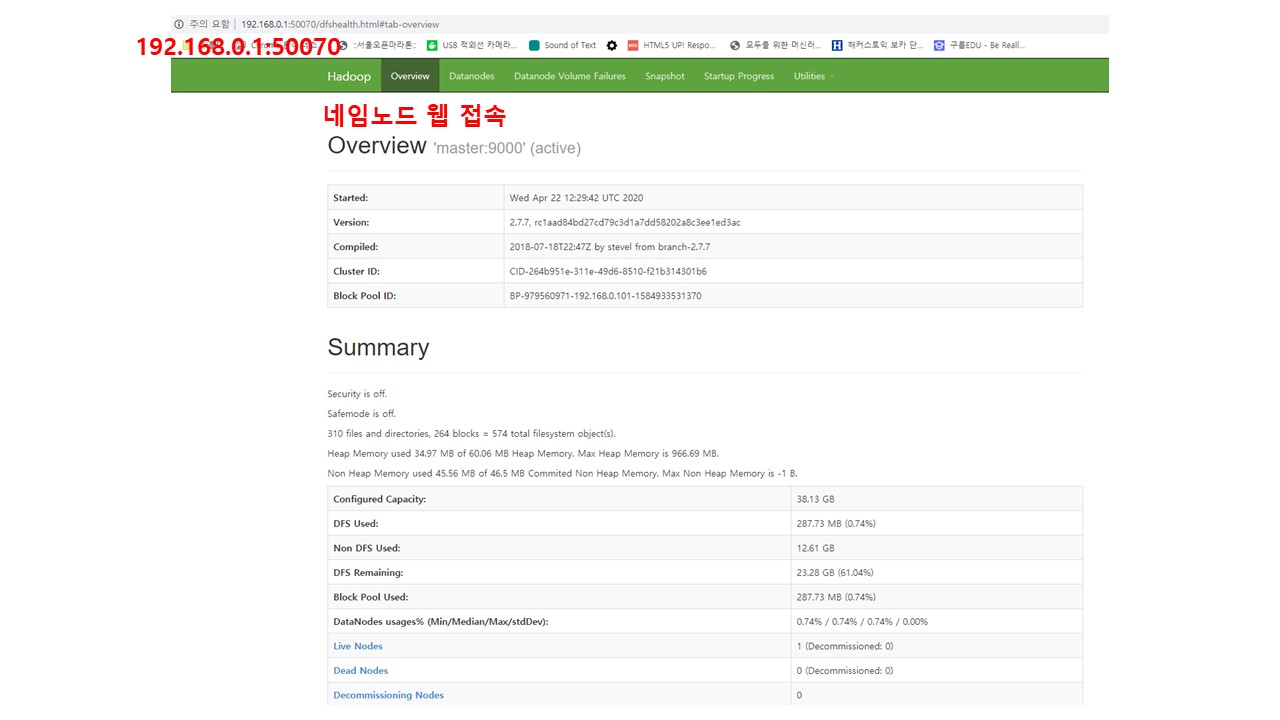 주의 요함 | 192.168.0.1:50070/dfshealth.html#tab-overview
192.168.0.1:50070
::서울오픈마라톤:: USB 적외선 카메라... Sound of Text HTML5 UP! Respo... 모두를 위한 머신러... 해커스토익 보카 단... 구름EDU - Be Reall...
Hadoop Overview Datanodes Datanode Volume Failures Snapshot Startup Progress Utilities
네임노드 웹 접속
Overview 'master:9000' (active)
Started: Wed Apr 22 12:29:42 UTC 2020
Version: 2.7.7, rc1aad84bd27cd79c3d1a7dd58202a8c3ee1ed3ac
Compiled: 2018-07-18T22:47Z by stevel from branch-2.7.7
Cluster ID: CID-264b951e-311e-49d6-8510-f21b314301b6
Block Pool ID: BP-979560971-192.168.0.101-1584933531370
Summary
Security is off.
Safemode is off.
310 files and directories, 264 blocks = 574 total filesystem object(s).
Heap Memory used 34.97 MB of 60.06 MB Heap Memory. Max Heap Memory is 966.69 MB.
Non Heap Memory used 45.56 MB of 46.5 MB Commited Non Heap Memory. Max Non Heap Memory is -1 B.
Configured Capacity: 38.13 GB
DFS Used: 287.73 MB (0.74%)
Non DFS Used: 12.61 GB
DFS Remaining: 23.28 GB (61.04%)
Block Pool Used: 287.73 MB (0.74%)
DataNodes usages% (Min/Median/Max/stdDev): 0.74% / 0.74% / 0.74% / 0.00%
Live Nodes 1 (Decommissioned: 0)
Dead Nodes 0 (Decommissioned: 0)
Decommissioning Nodes 0